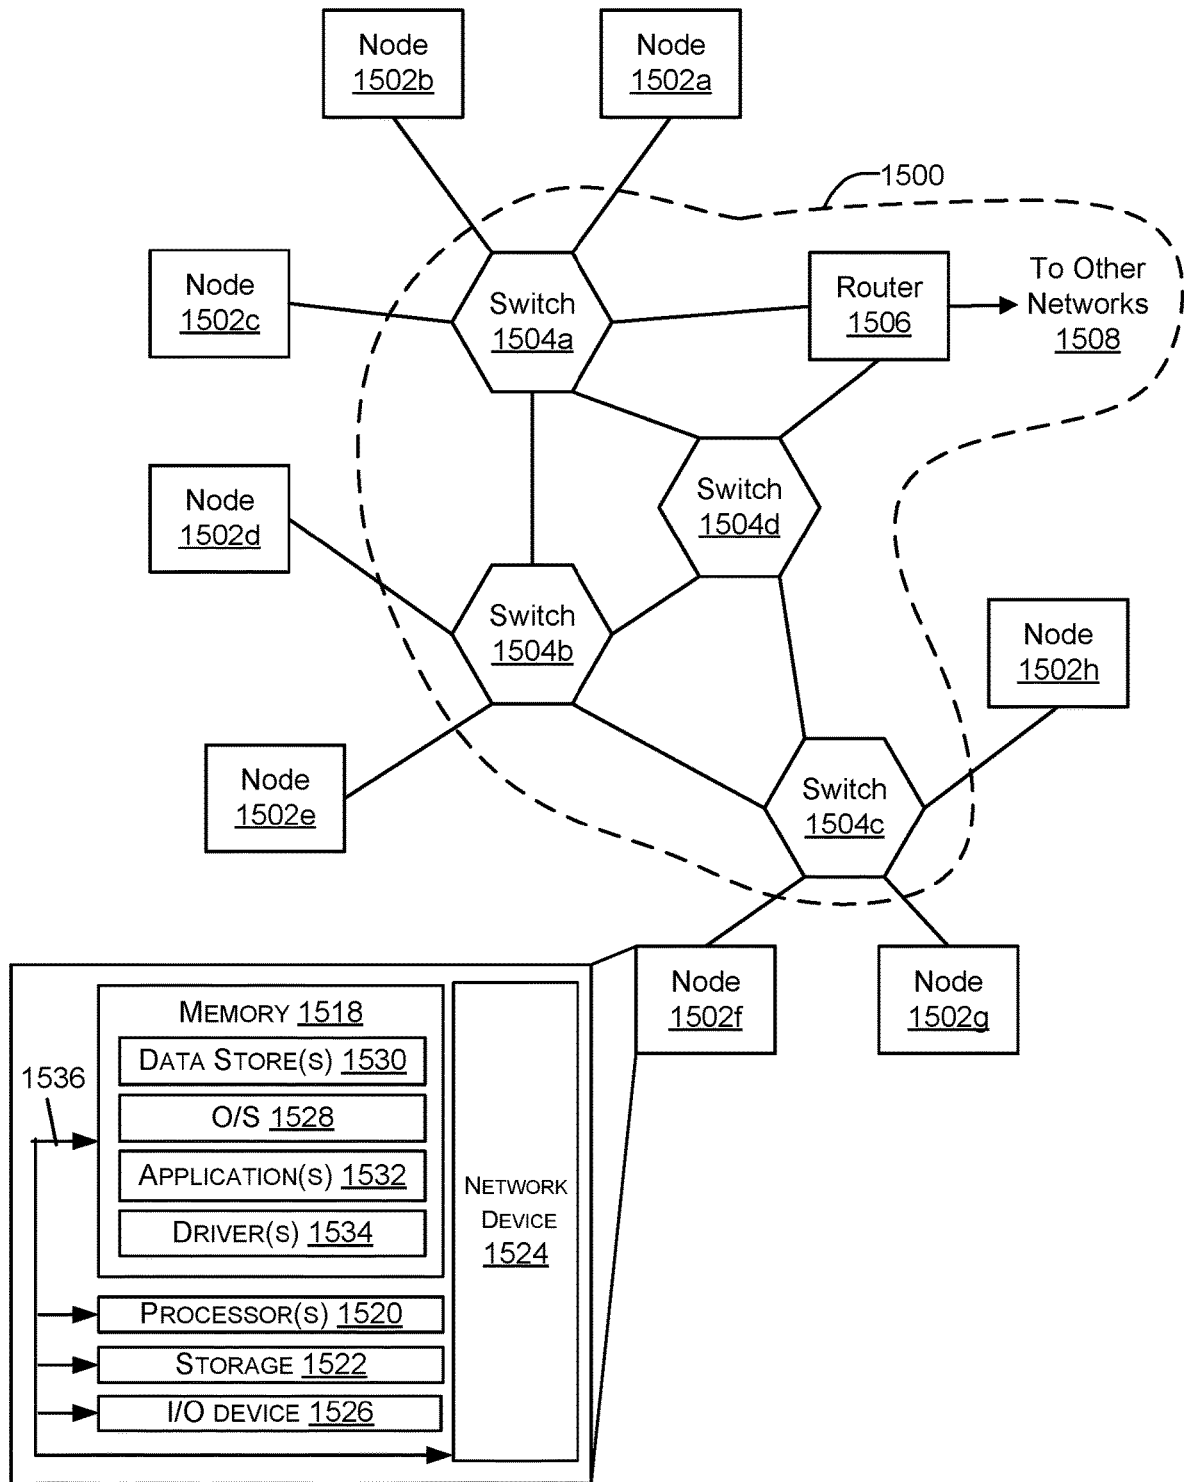 Node
1502b
Node
1502a
1500
Node
1502c
Switch
1504a
Router
1506
To Other
Networks
1508
Node
1502d
Switch
1504d
Switch
1504b
Node
1502h
Node
1502e
Switch
1504c
Node
1502f
Node
1502g
MEMORY 1518
DATA STORE(S) 1530
1536
O/S 1528
APPLICATION(S) 1532
DRIVER(S) 1534
NETWORK
DEVICE
1524
PROCESSOR(S) 1520
STORAGE 1522
I/O DEVICE 1526